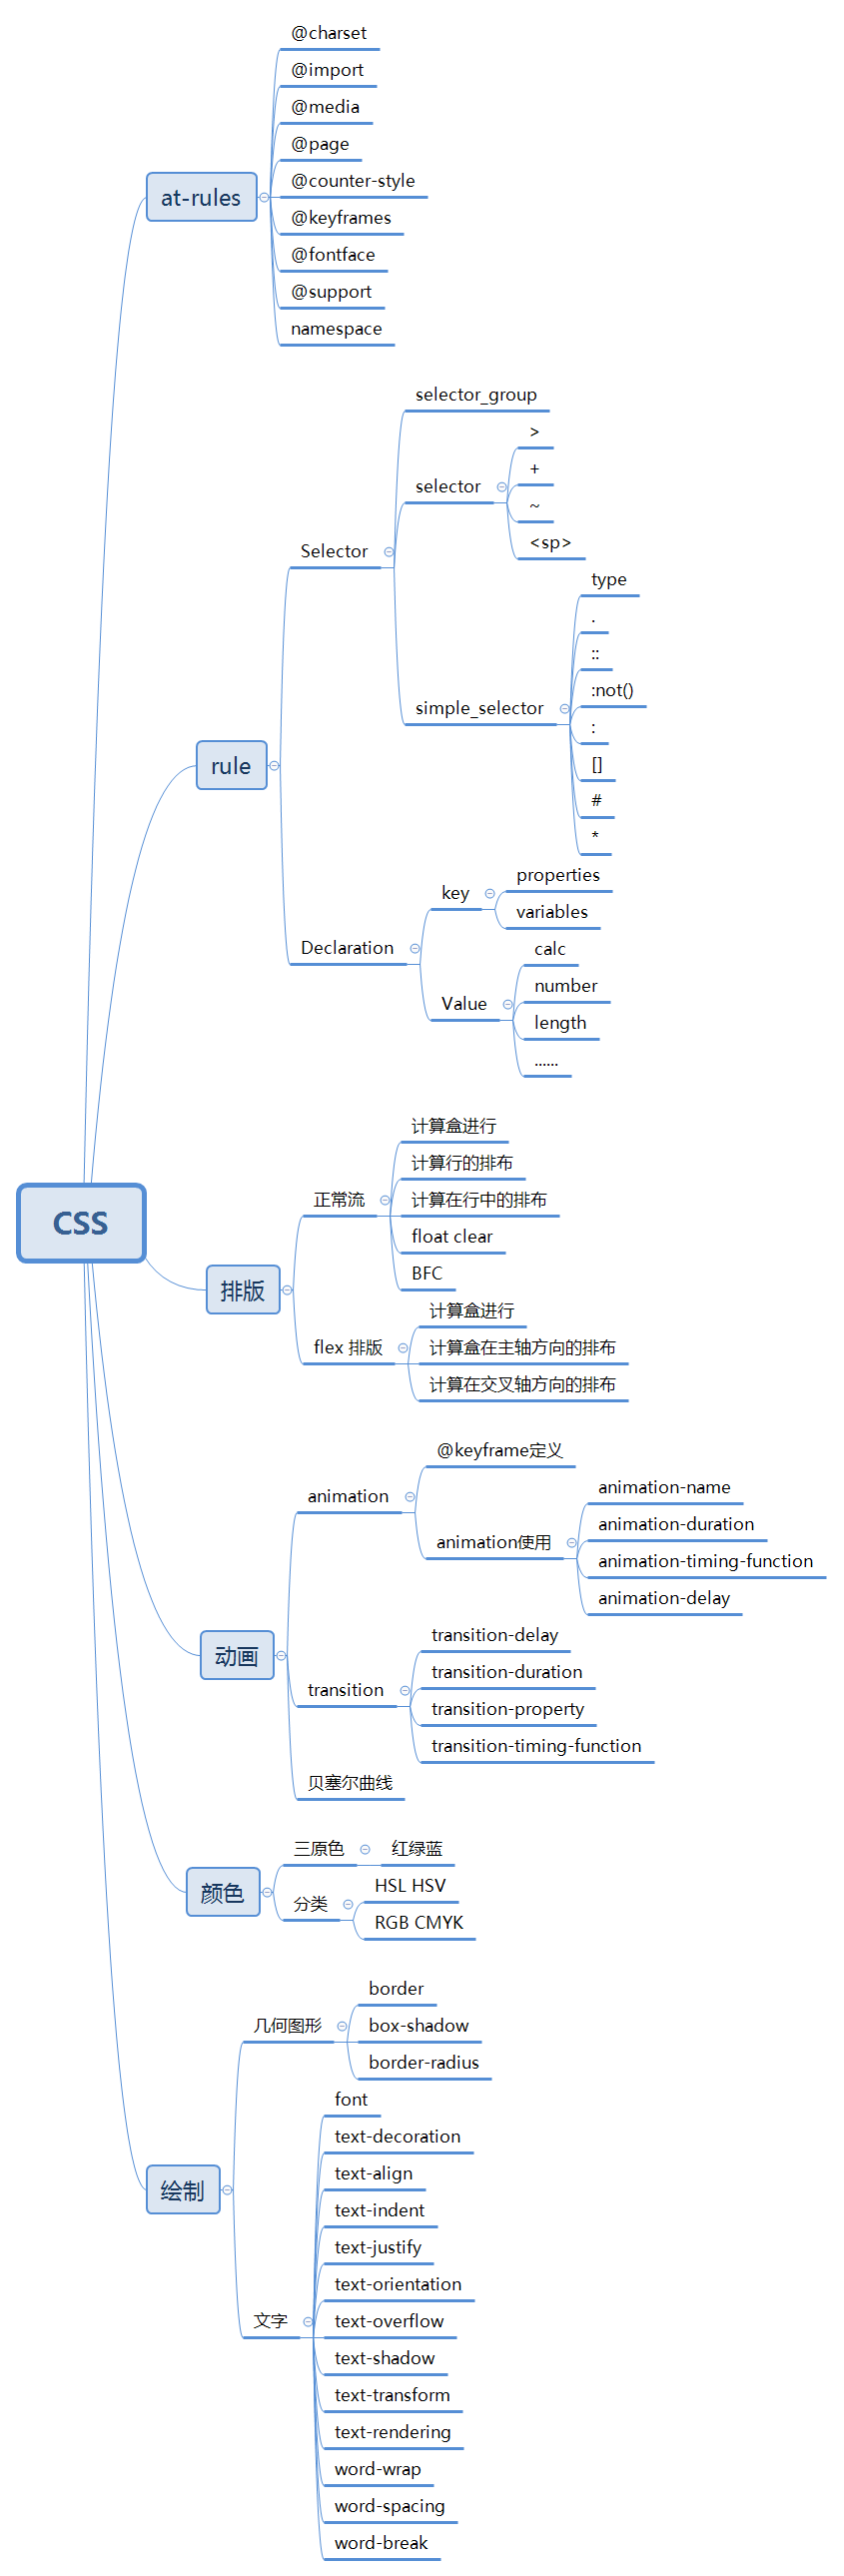 @charset
@import
@media
@page
@counter-style
@keyframes
@fontface
@support
namespace
at-rules
selector_group
>
+
~
<sp>
selector
type
.
::
:not()
:
[]
#
*
simple_selector
Selector
properties
variables
key
calc
number
length
......
Value
Declaration
rule
CSS
计算盒进行
计算行的排布
计算在行中的排布
float clear
BFC
正常流
计算盒进行
计算盒在主轴方向的排布
计算在交叉轴方向的排布
flex 排版
排版
@keyframe定义
animation
animation-name
animation-duration
animation-timing-function
animation-delay
animation使用
transition-delay
transition-duration
transition-property
transition-timing-function
transition
贝塞尔曲线
动画
三原色
红绿蓝
HSL HSV
RGB CMYK
分类
颜色
border
box-shadow
border-radius
几何图形
font
text-decoration
text-align
text-indent
text-justify
text-orientation
text-overflow
text-shadow
text-transform
text-rendering
word-wrap
word-spacing
word-break
文字
绘制